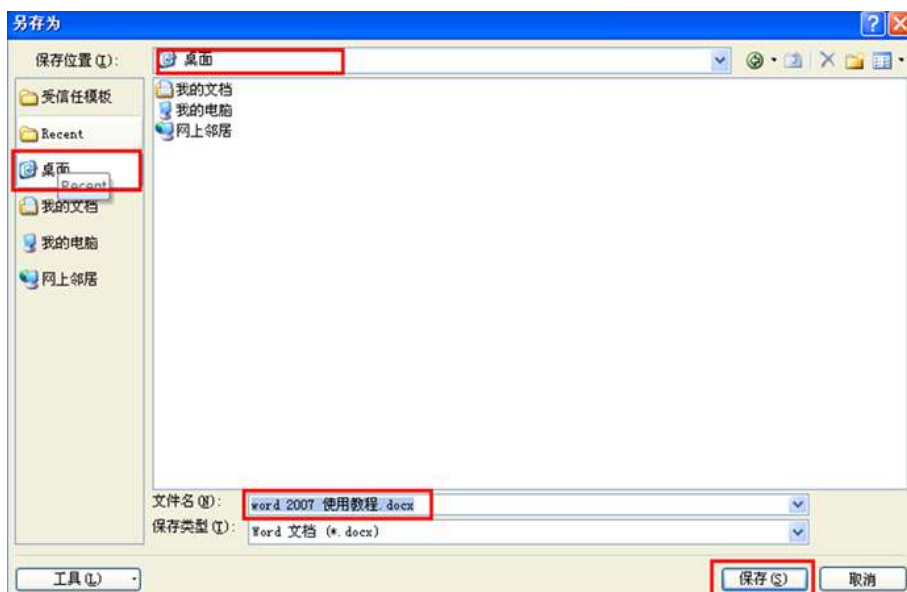 另存为
保存位置(I):
桌面
受信任模板
Recent
桌面
Recent
我的文档
我的电脑
网上邻居
我的文档
我的电脑
网上邻居
文件名(N):
word 2007 使用教程.docx
保存类型(T):
Word 文档 (*.docx)
工具(L)
保存(S)
取消